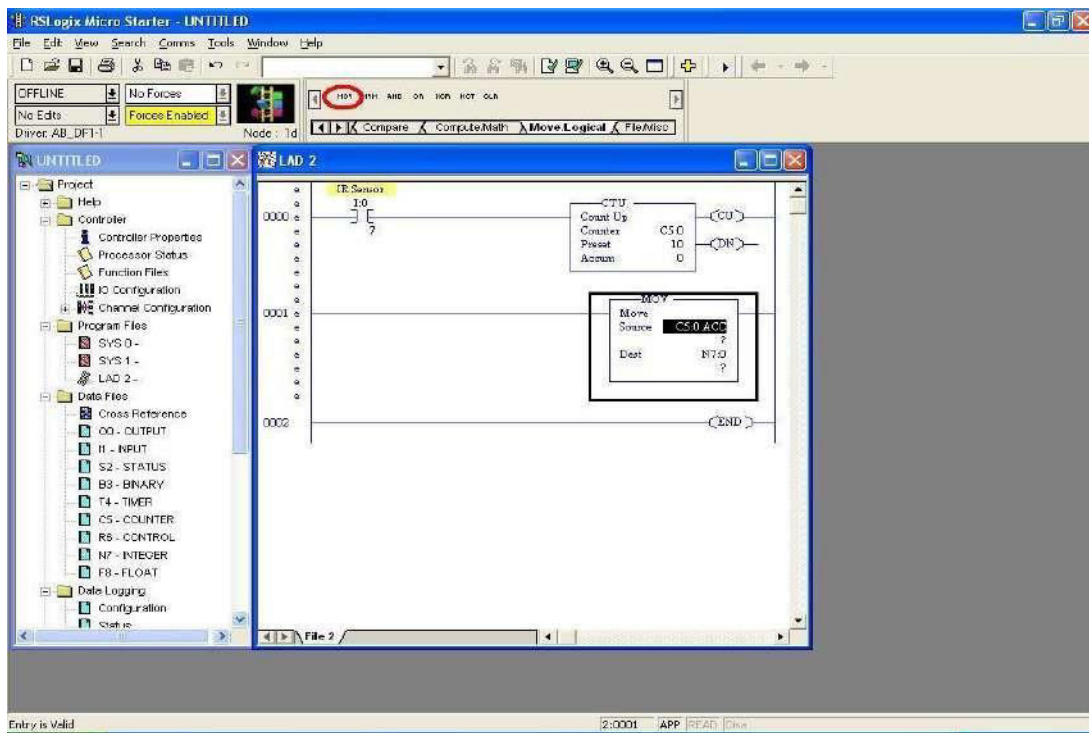 RSLogix Micro Starter - UNTITLED
File Edit View Search Comms Tools Window Help
OFFLINE No Forces
No Edits Forces Enabled
Driver: AB_DF1-1 Node : 1d
MOV AND OR XOR NOT CLR
Compare Compute/Math Move/Logical File/Misc
UNTITLED
Project
Help
Controller
Controller Properties
Processor Status
Function Files
IO Configuration
Channel Configuration
Program Files
SYS 0 -
SYS 1 -
LAD 2 -
Data Files
Cross Reference
O0 - OUTPUT
I1 - INPUT
S2 - STATUS
B3 - BINARY
T4 - TIMER
C5 - COUNTER
R6 - CONTROL
N7 - INTEGER
F8 - FLOAT
Data Logging
Configuration
Status
LAD 2
IR Sensor
I:0
?
0000
CTU
Count Up
Counter C5:0
Preset 10
Accum 0
CU
DN
0001
MOV
Move
Source C5:0.ACC
?
Dest N7:0
?
0002
END
File 2
Entry is Valid
2:0001 APP READ